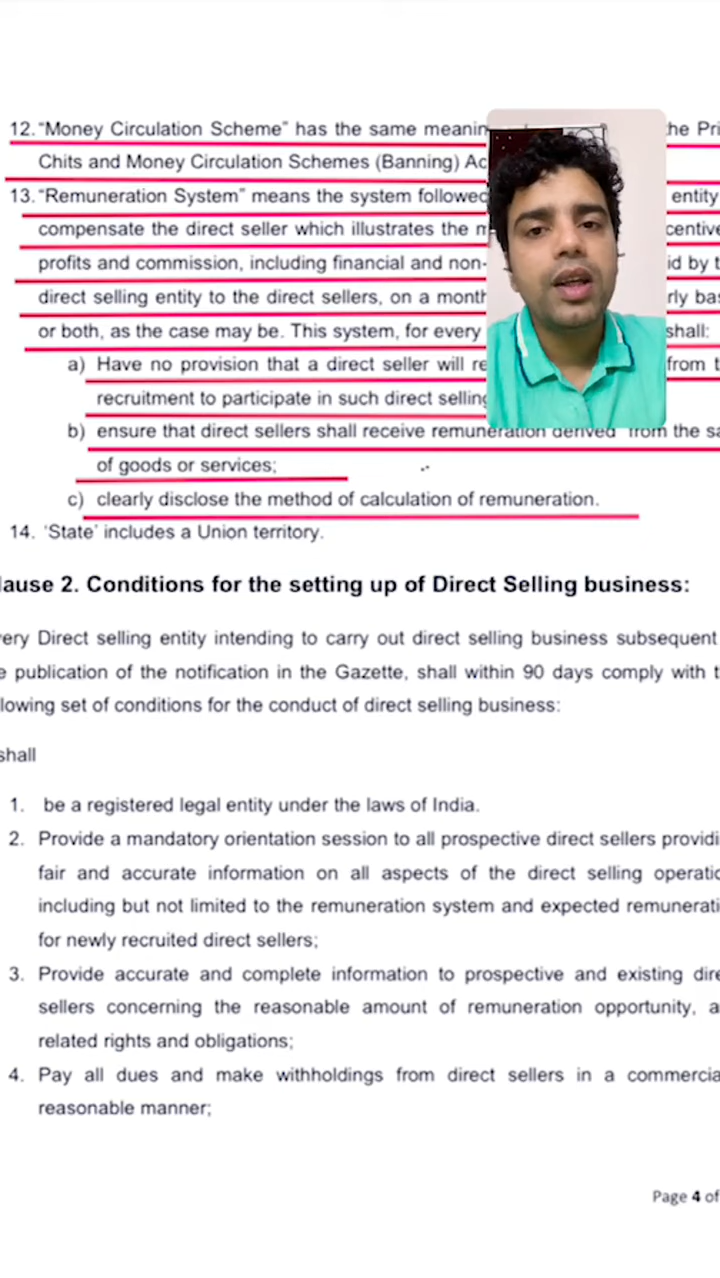 12. “Money Circulation Scheme” has the same meanin he Pri
Chits and Money Circulation Schemes (Banning) Ac
13. “Remuneration System” means the system followed entity
compensate the direct seller which illustrates the m centive
profits and commission, including financial and non- id by t
direct selling entity to the direct sellers, on a month rly bas
or both, as the case may be. This system, for every shall:
a) Have no provision that a direct seller will re from t
recruitment to participate in such direct selling
b) ensure that direct sellers shall receive remuneration derived from the sa
of goods or services;
c) clearly disclose the method of calculation of remuneration.
14. ‘State’ includes a Union territory.
lause 2. Conditions for the setting up of Direct Selling business:
very Direct selling entity intending to carry out direct selling business subsequent
e publication of the notification in the Gazette, shall within 90 days comply with t
lowing set of conditions for the conduct of direct selling business:
shall
1. be a registered legal entity under the laws of India.
2. Provide a mandatory orientation session to all prospective direct sellers providi
fair and accurate information on all aspects of the direct selling operatio
including but not limited to the remuneration system and expected remunerati
for newly recruited direct sellers;
3. Provide accurate and complete information to prospective and existing dire
sellers concerning the reasonable amount of remuneration opportunity, a
related rights and obligations;
4. Pay all dues and make withholdings from direct sellers in a commercia
reasonable manner;
Page 4 of